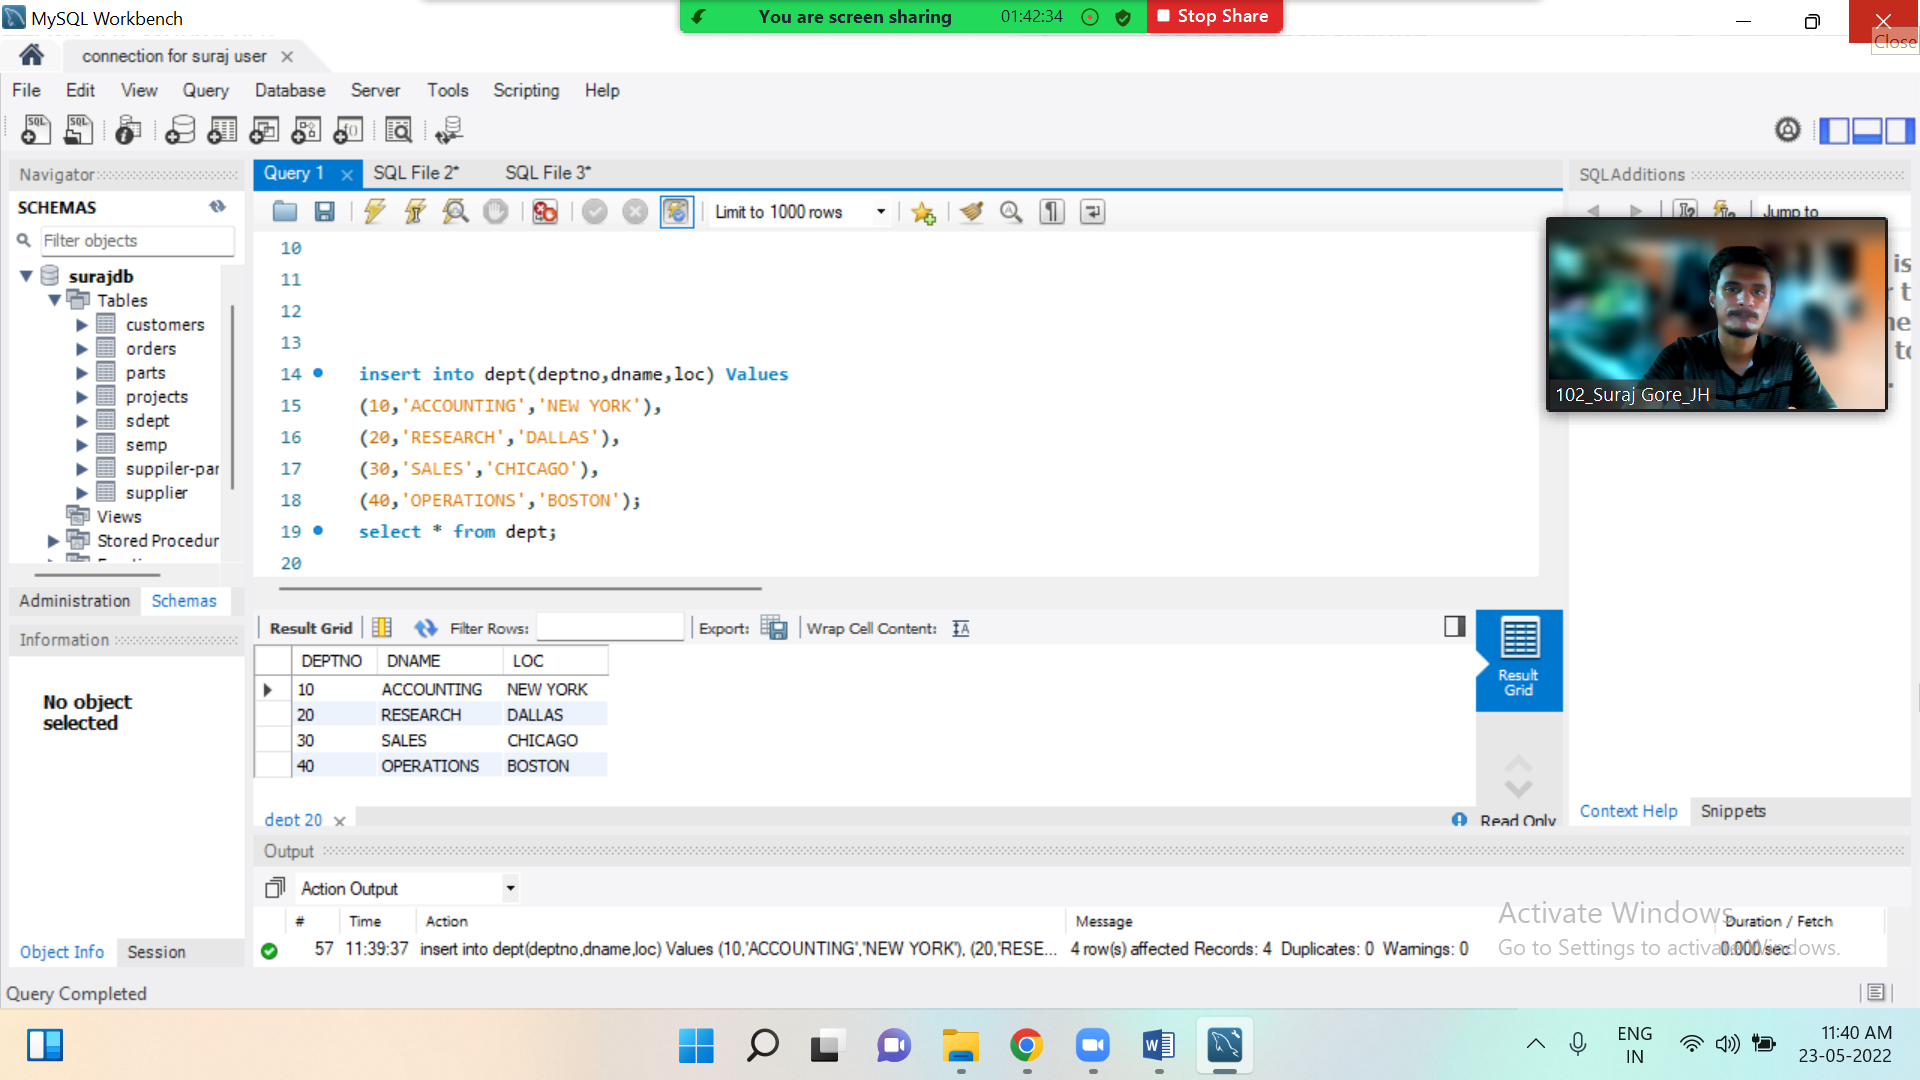 MySQL Workbench
You are screen sharing 01:42:34 Stop Share
Close
connection for suraj user
File Edit View Query Database Server Tools Scripting Help
Navigator
SCHEMAS
Filter objects
surajdb
Tables
customers
orders
parts
projects
sdept
semp
suppiler-par
supplier
Views
Stored Procedur
Administration Schemas
Information
No object
selected
Object Info Session
Query 1 SQL File 2* SQL File 3*
Limit to 1000 rows
10
11
12
13
14 insert into dept(deptno,dname,loc) Values
15 (10,'ACCOUNTING','NEW YORK'),
16 (20,'RESEARCH','DALLAS'),
17 (30,'SALES','CHICAGO'),
18 (40,'OPERATIONS','BOSTON');
19 select * from dept;
20
Result Grid Filter Rows: Export: Wrap Cell Content:
DEPTNO DNAME LOC
10 ACCOUNTING NEW YORK
20 RESEARCH DALLAS
30 SALES CHICAGO
40 OPERATIONS BOSTON
Result
Grid
dept 20 Read Only
SQLAdditions
Jump to
102_Suraj Gore_JH
Context Help Snippets
Output
Action Output
# Time Action Message Duration / Fetch
57 11:39:37 insert into dept(deptno,dname,loc) Values (10,'ACCOUNTING','NEW YORK'), (20,'RESE... 4 row(s) affected Records: 4 Duplicates: 0 Warnings: 0 0.000 sec
Activate Windows
Go to Settings to activate Windows.
Query Completed
ENG
IN
11:40 AM
23-05-2022